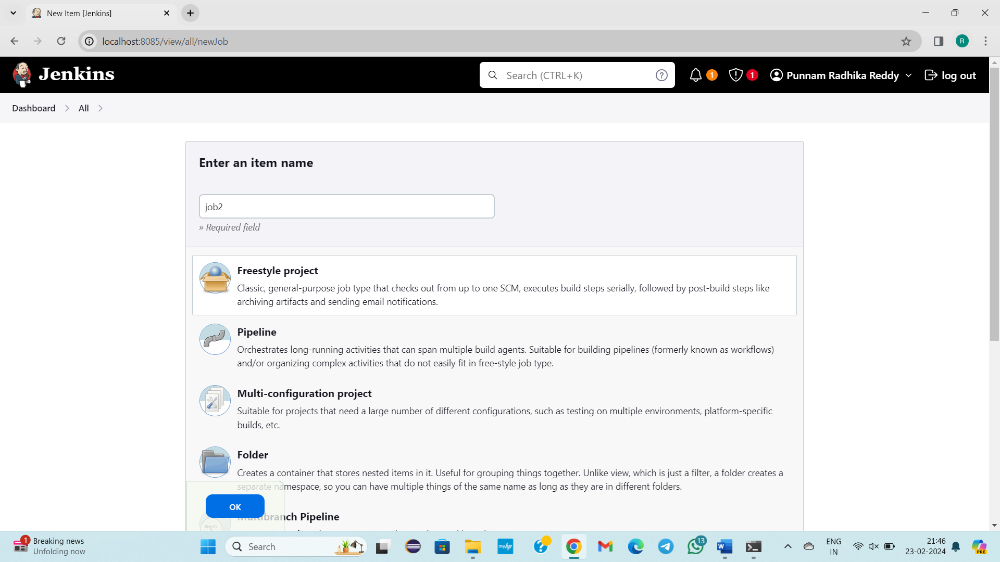 New Item [Jenkins]
localhost:8085/view/all/newJob
Jenkins
Search (CTRL+K)
1
1
Punnam Radhika Reddy
log out
R
Dashboard
All
Enter an item name
job2
» Required field
Freestyle project
Classic, general-purpose job type that checks out from up to one SCM, executes build steps serially, followed by post-build steps like
archiving artifacts and sending email notifications.
Pipeline
Orchestrates long-running activities that can span multiple build agents. Suitable for building pipelines (formerly known as workflows)
and/or organizing complex activities that do not easily fit in free-style job type.
Multi-configuration project
Suitable for projects that need a large number of different configurations, such as testing on multiple environments, platform-specific
builds, etc.
Folder
Creates a container that stores nested items in it. Useful for grouping things together. Unlike view, which is just a filter, a folder creates a
separate namespace, so you can have multiple things of the same name as long as they are in different folders.
OK
Multibranch Pipeline
1
Breaking news
Unfolding now
Search
myhp
13
W
ENG
IN
21:46
23-02-2024
PRE